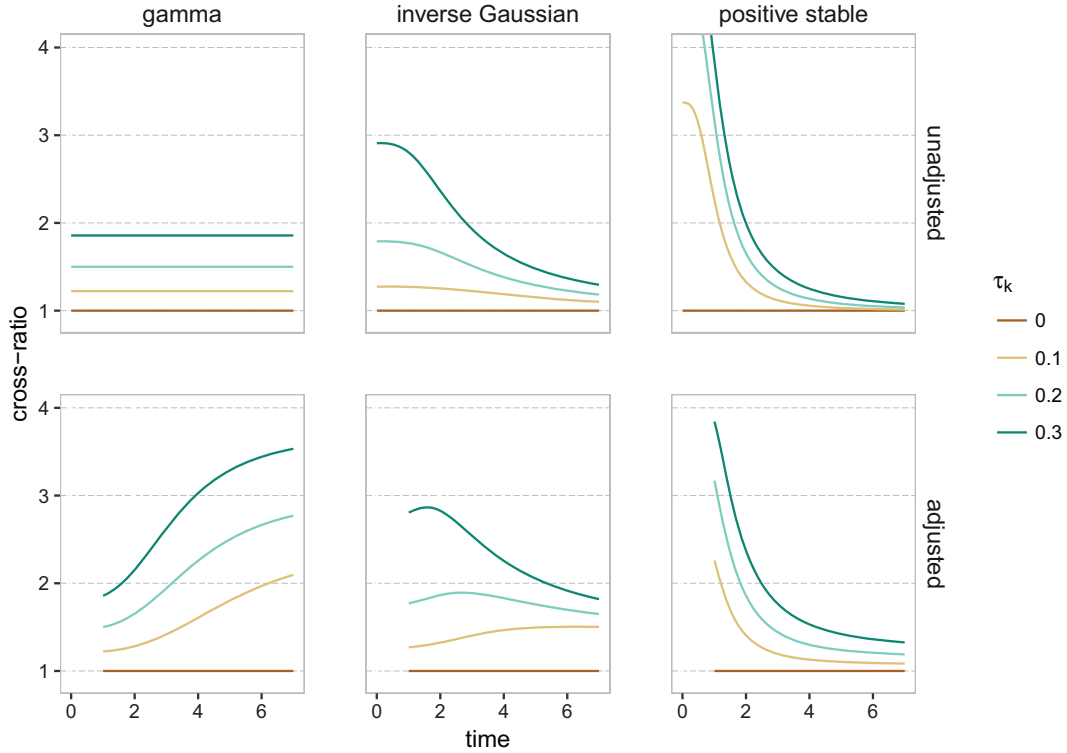 gamma
inverse Gaussian
positive stable
4
3
2
1
unadjusted
cross−ratio
4
3
2
1
adjusted
0 2 4 6
0 2 4 6
0 2 4 6
time
τk
0
0.1
0.2
0.3